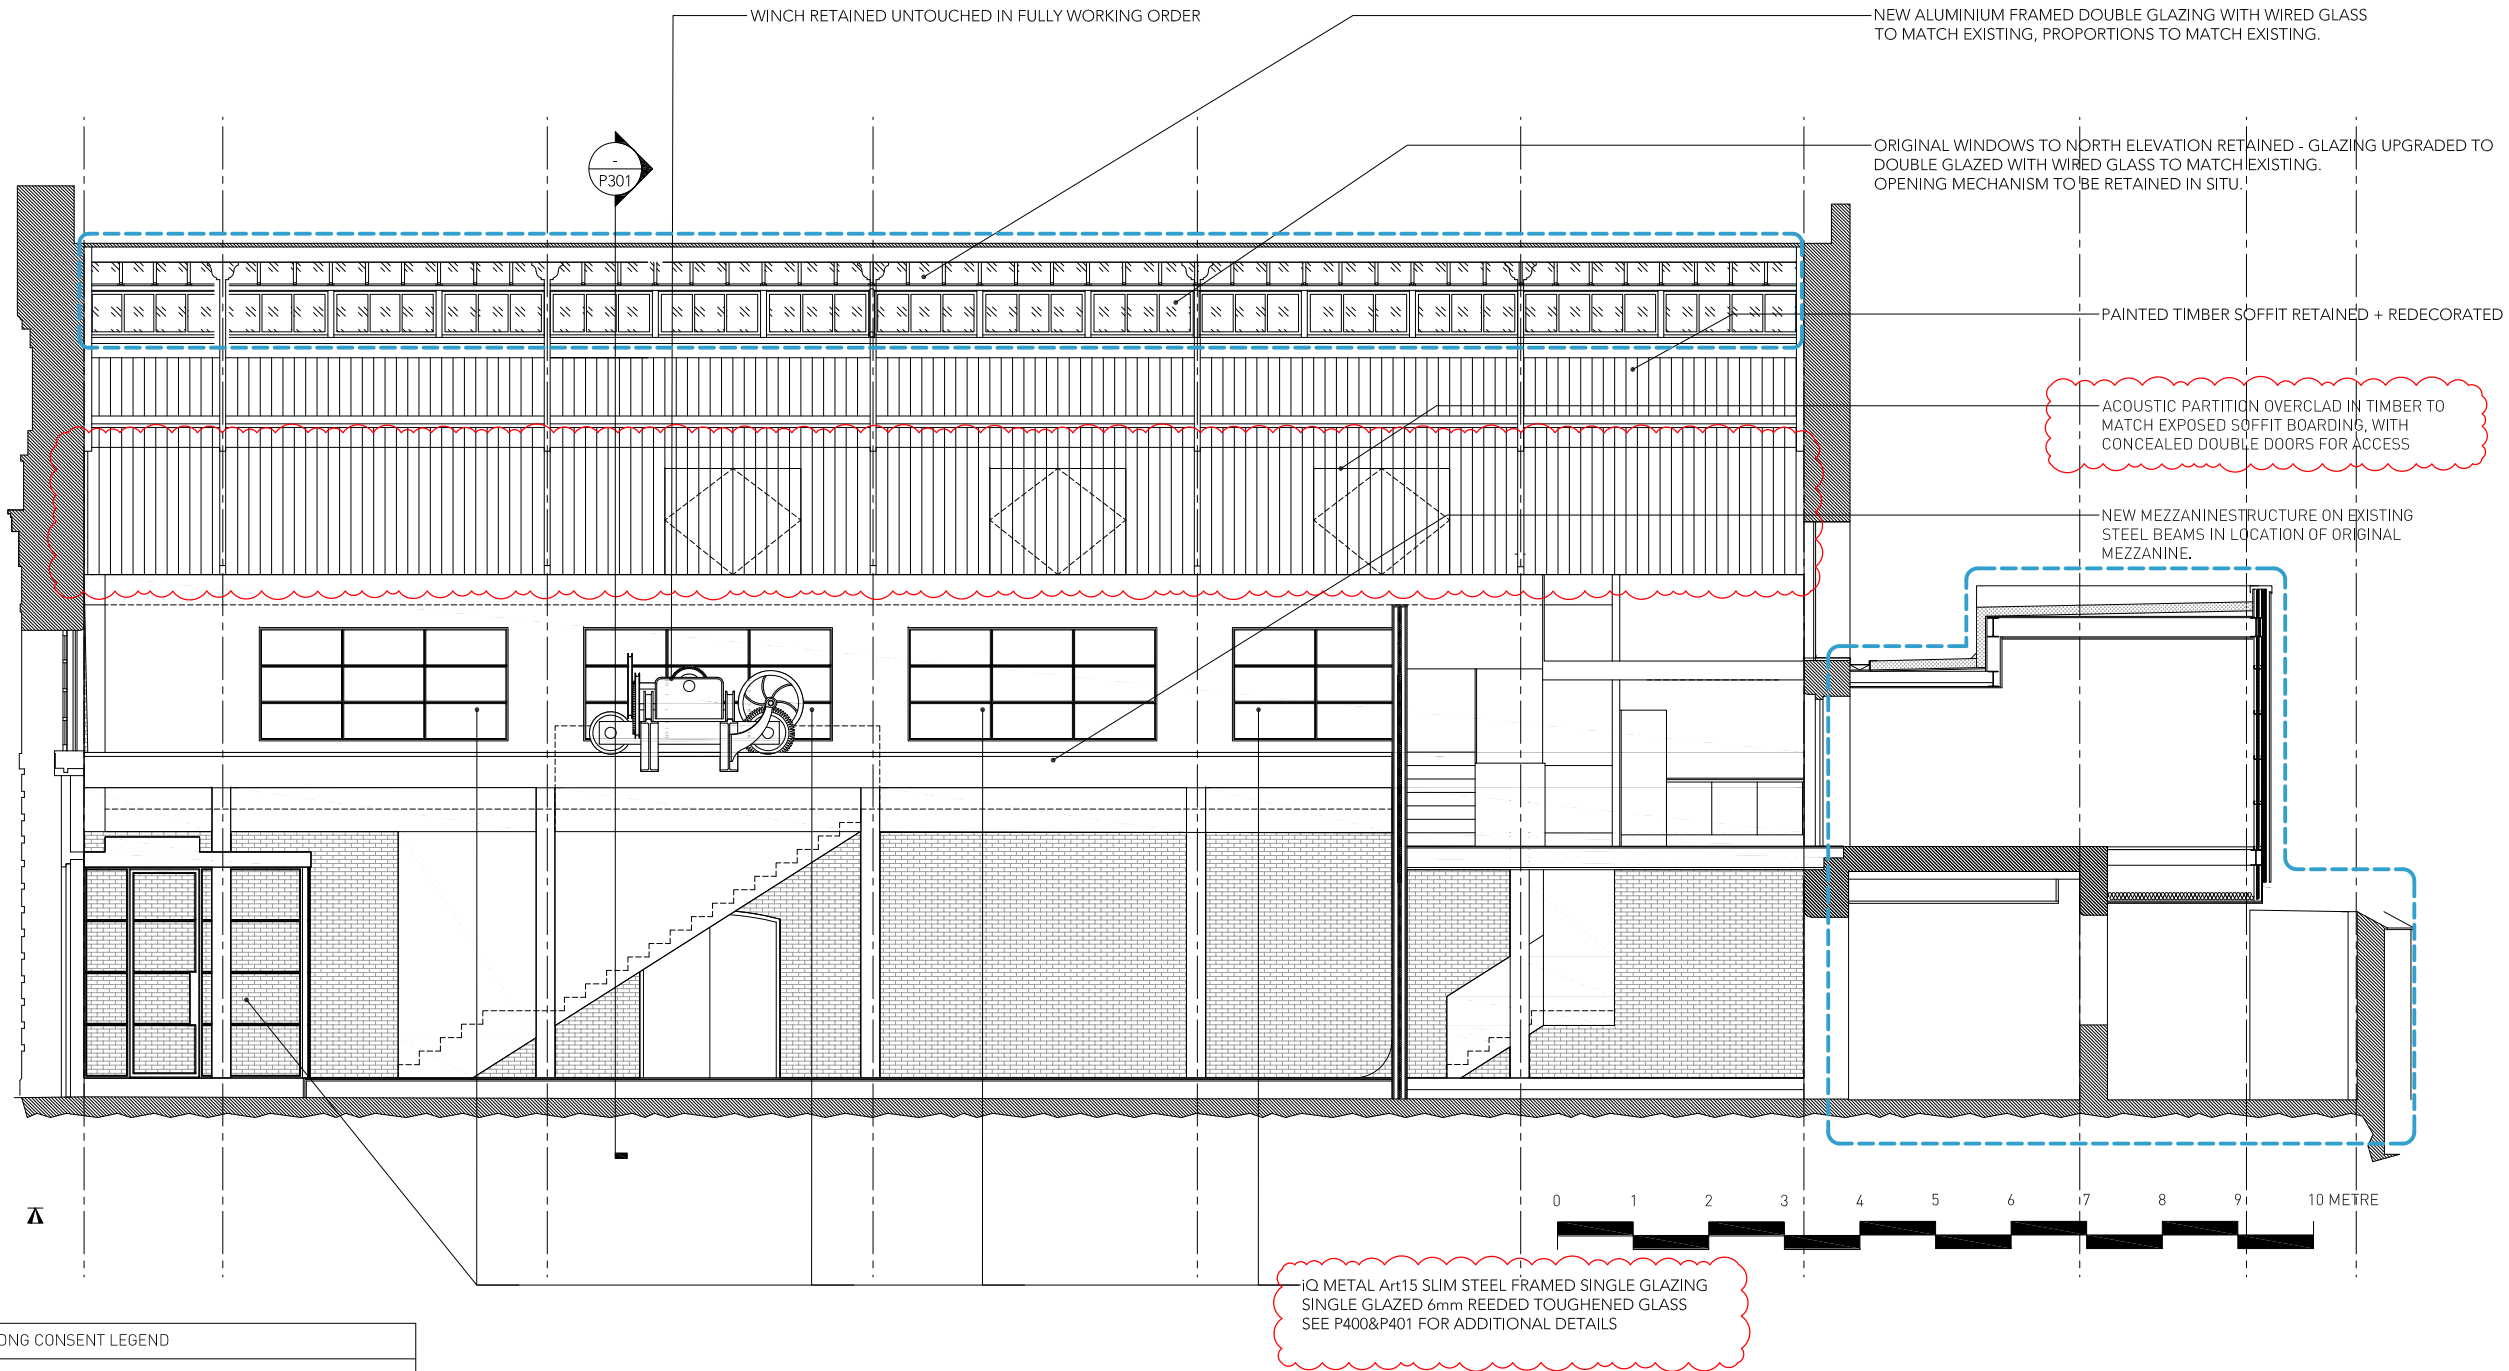 WINCH RETAINED UNTOUCHED IN FULLY WORKING ORDER
NEW ALUMINIUM FRAMED DOUBLE GLAZING WITH WIRED GLASS
TO MATCH EXISTING, PROPORTIONS TO MATCH EXISTING.
-
P301
ORIGINAL WINDOWS TO NORTH ELEVATION RETAINED - GLAZING UPGRADED TO
DOUBLE GLAZED WITH WIRED GLASS TO MATCH EXISTING.
OPENING MECHANISM TO BE RETAINED IN SITU.
PAINTED TIMBER SOFFIT RETAINED + REDECORATED
ACOUSTIC PARTITION OVERCLAD IN TIMBER TO
MATCH EXPOSED SOFFIT BOARDING, WITH
CONCEALED DOUBLE DOORS FOR ACCESS
NEW MEZZANINESTRUCTURE ON EXISTING
STEEL BEAMS IN LOCATION OF ORIGINAL
MEZZANINE.
0 1 2 3 4 5 6 7 8 9 10 METRE
iQ METAL Art15 SLIM STEEL FRAMED SINGLE GLAZING
SINGLE GLAZED 6mm REEDED TOUGHENED GLASS
SEE P400&P401 FOR ADDITIONAL DETAILS
CONSENT LEGEND